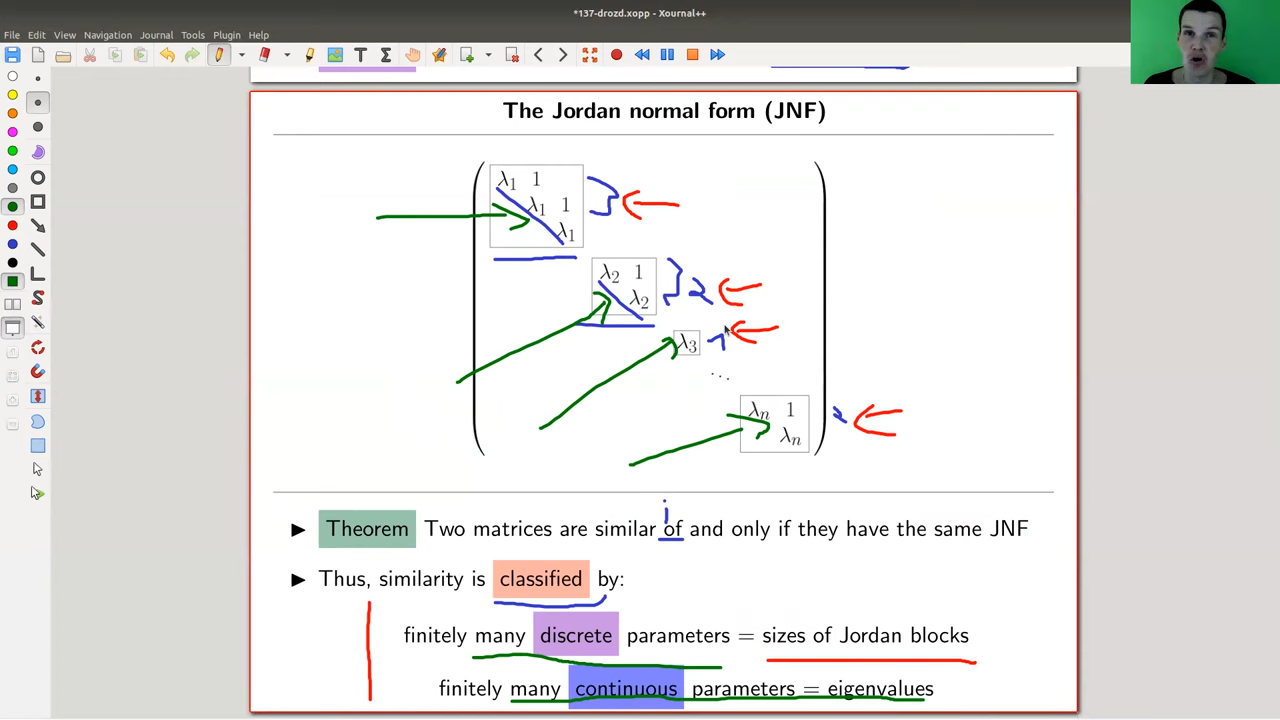 *137-drozd.xopp - Xournal++
File Edit View Navigation Journal Tools Plugin Help
The Jordan normal form (JNF)
λ₁ 1
λ₁ 1
λ₁
λ₂ 1
λ₂ 2
λ₃ 1
⋱
λₙ 1 2
λₙ
i
▶ Theorem Two matrices are similar of and only if they have the same JNF
▶ Thus, similarity is classified by:
finitely many discrete parameters = sizes of Jordan blocks
finitely many continuous parameters = eigenvalues